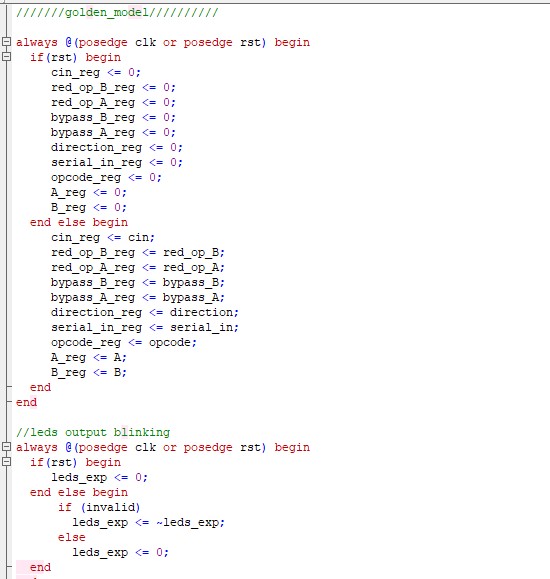 ///////golden_model//////////
always @(posedge clk or posedge rst) begin
if(rst) begin
cin_reg <= 0;
red_op_B_reg <= 0;
red_op_A_reg <= 0;
bypass_B_reg <= 0;
bypass_A_reg <= 0;
direction_reg <= 0;
serial_in_reg <= 0;
opcode_reg <= 0;
A_reg <= 0;
B_reg <= 0;
end else begin
cin_reg <= cin;
red_op_B_reg <= red_op_B;
red_op_A_reg <= red_op_A;
bypass_B_reg <= bypass_B;
bypass_A_reg <= bypass_A;
direction_reg <= direction;
serial_in_reg <= serial_in;
opcode_reg <= opcode;
A_reg <= A;
B_reg <= B;
end
end
//leds output blinking
always @(posedge clk or posedge rst) begin
if(rst) begin
leds_exp <= 0;
end else begin
if (invalid)
leds_exp <= ~leds_exp;
else
leds_exp <= 0;
end